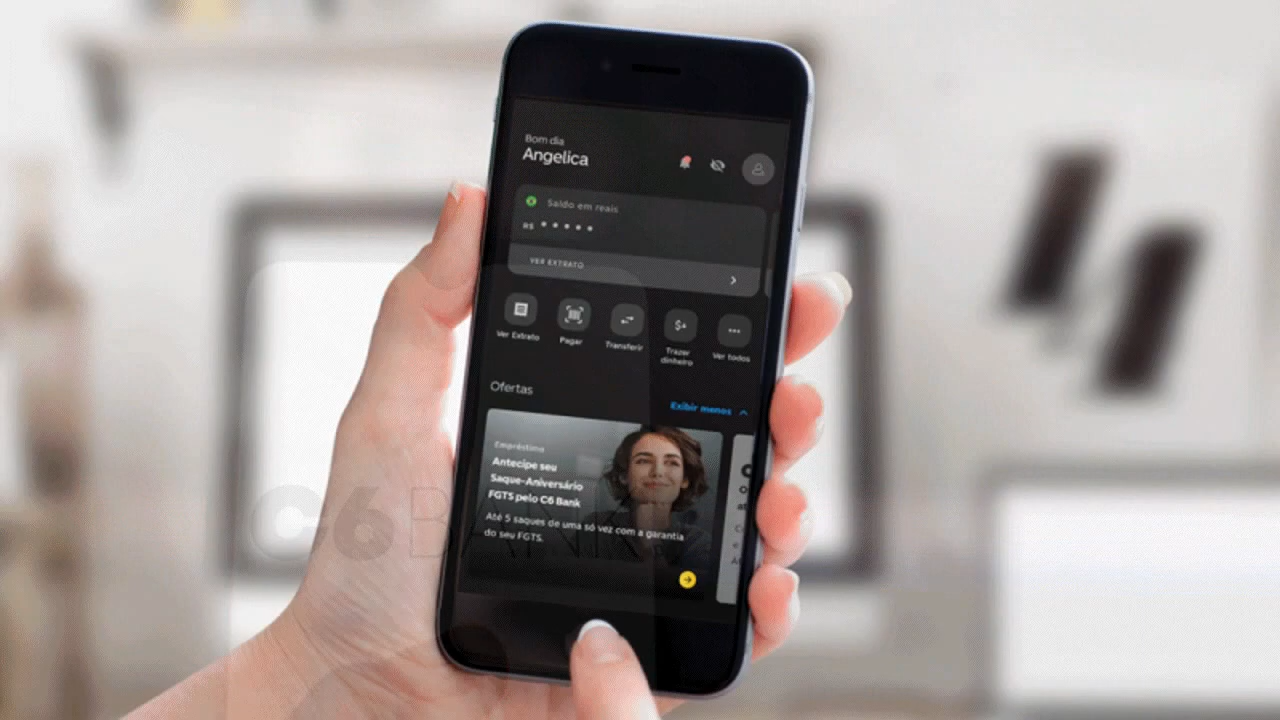 Bom dia
Angelica
Saldo em reais
R$ • • • • •
VER EXTRATO
Ver Extrato
Pagar
Transferir
Trazer
dinheiro
Ver todos
Ofertas
Exibir menos
Empréstimo
Antecipe seu
Saque-Aniversário
FGTS pelo C6 Bank
Até 5 saques de uma só vez com a garantia
do seu FGTS.
C6BANK